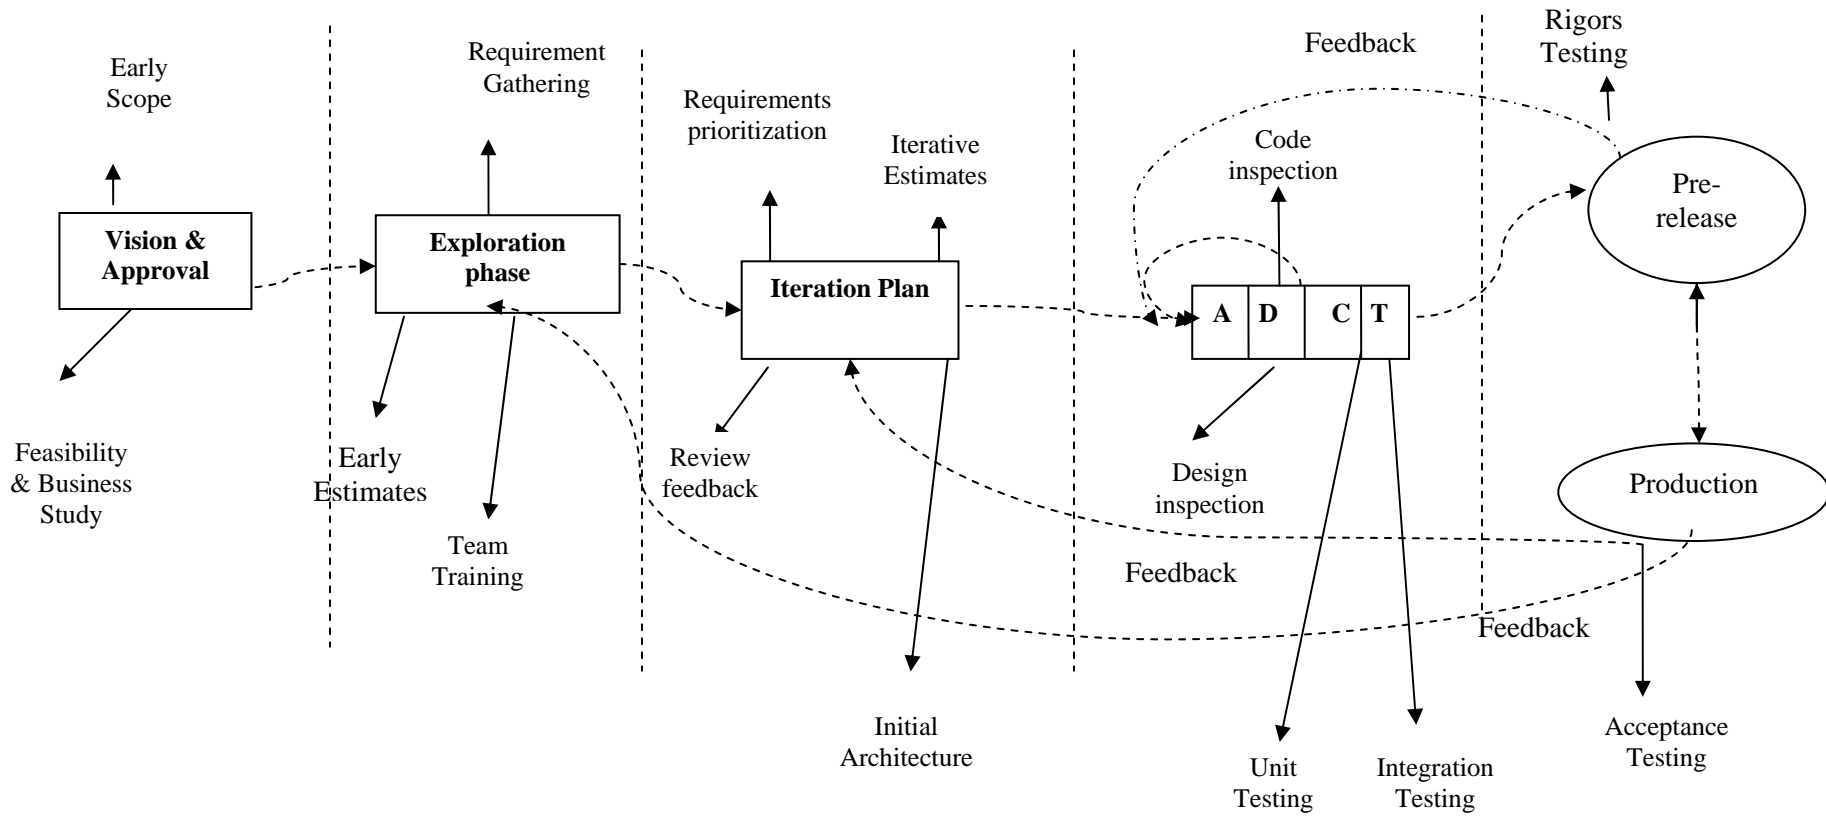 Early
Scope
Vision &
Approval
Feasibility
& Business
Study
Requirement
Gathering
Exploration
phase
Early
Estimates
Team
Training
Requirements
prioritization
Iterative
Estimates
Iteration Plan
Review
feedback
Initial
Architecture
Feedback
Code
inspection
A D C T
Design
inspection
Feedback
Unit
Testing
Integration
Testing
Rigors
Testing
Pre-
release
Production
Feedback
Acceptance
Testing